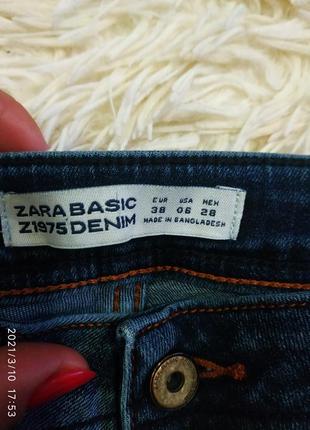 ZARA BASIC
Z1975 DENIM
EUR USA MEX
38 06 28
MADE IN BANGLADESH
2021/3/10 17:53